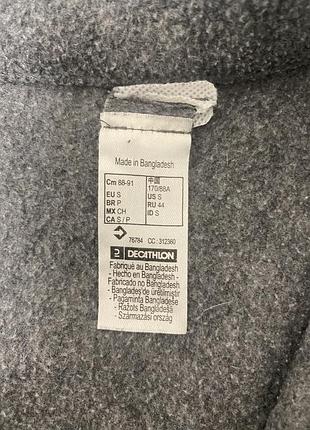 Made in Bangladesh
Cm 88-91
EU S
BR P
MX CH
CA S / P
中国
170/88A
US S
RU 44
ID S
76784 CC : 312360
DECATHLON
Fabriqué au Bangladesh
- Hecho en Bangladesh -
Fabricado no Bangladesh
- Bangladeş'de üretilmiştir
- Pagaminta Bangladeše
- Ražots Bangladēšā
- Származási ország